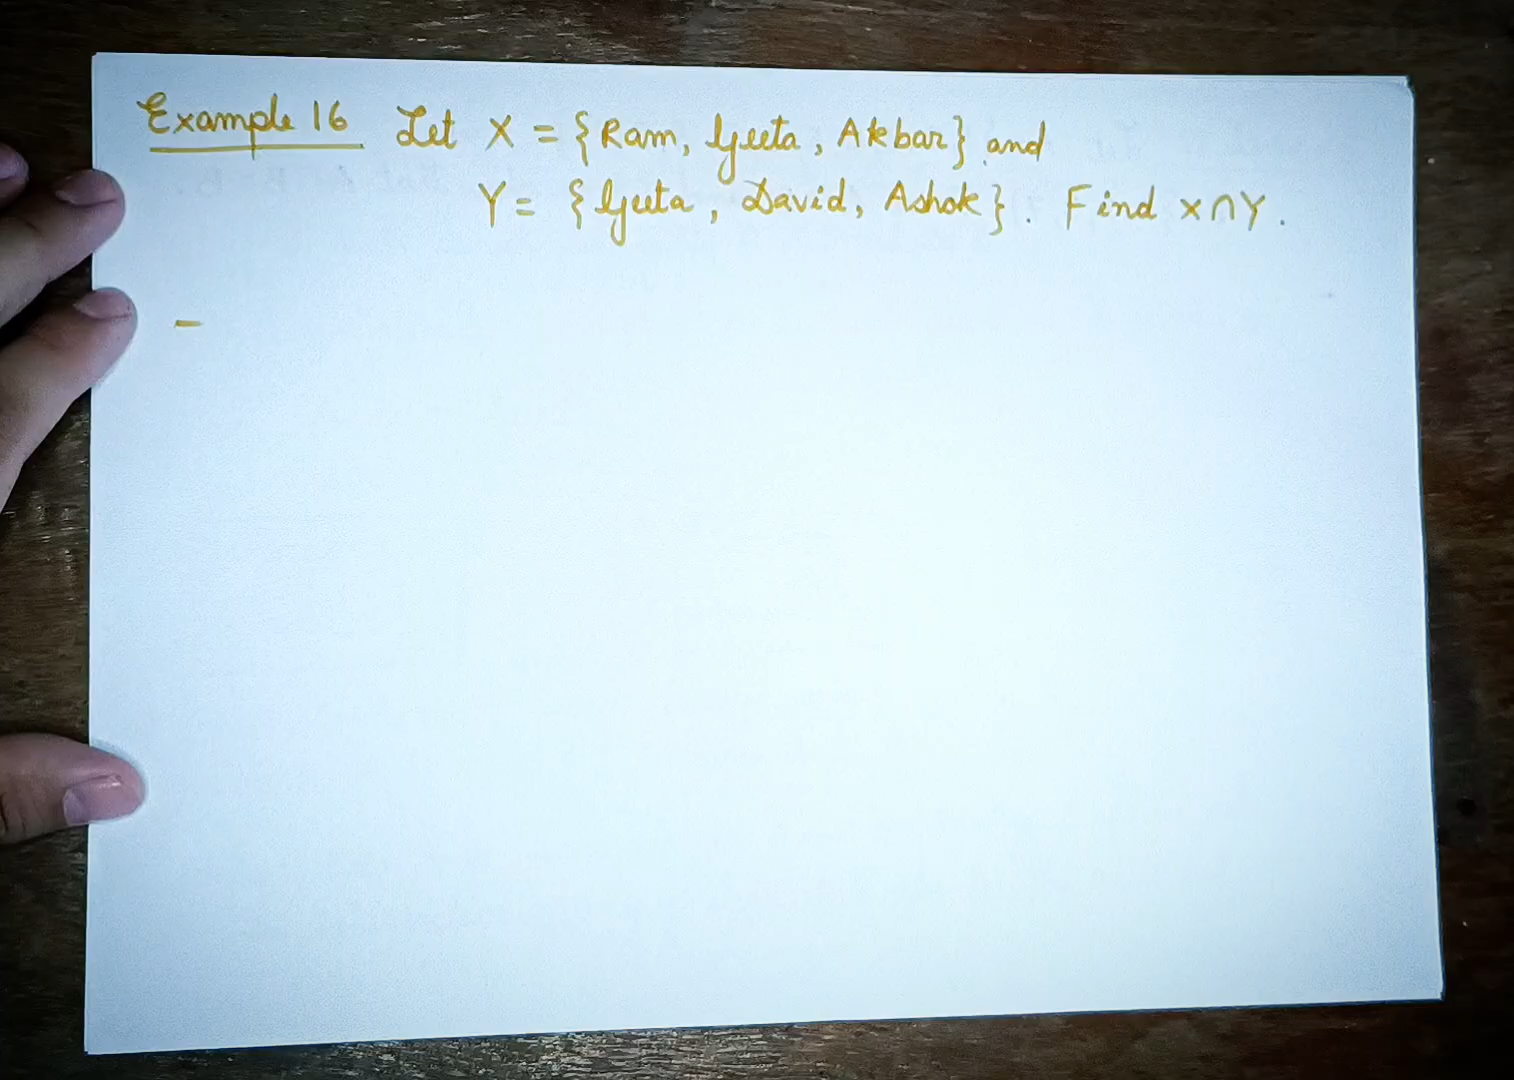 Example 16 Let X = {Ram, Geeta, Akbar} and
Y = {Geeta, David, Ashok}. Find X∩Y.
-